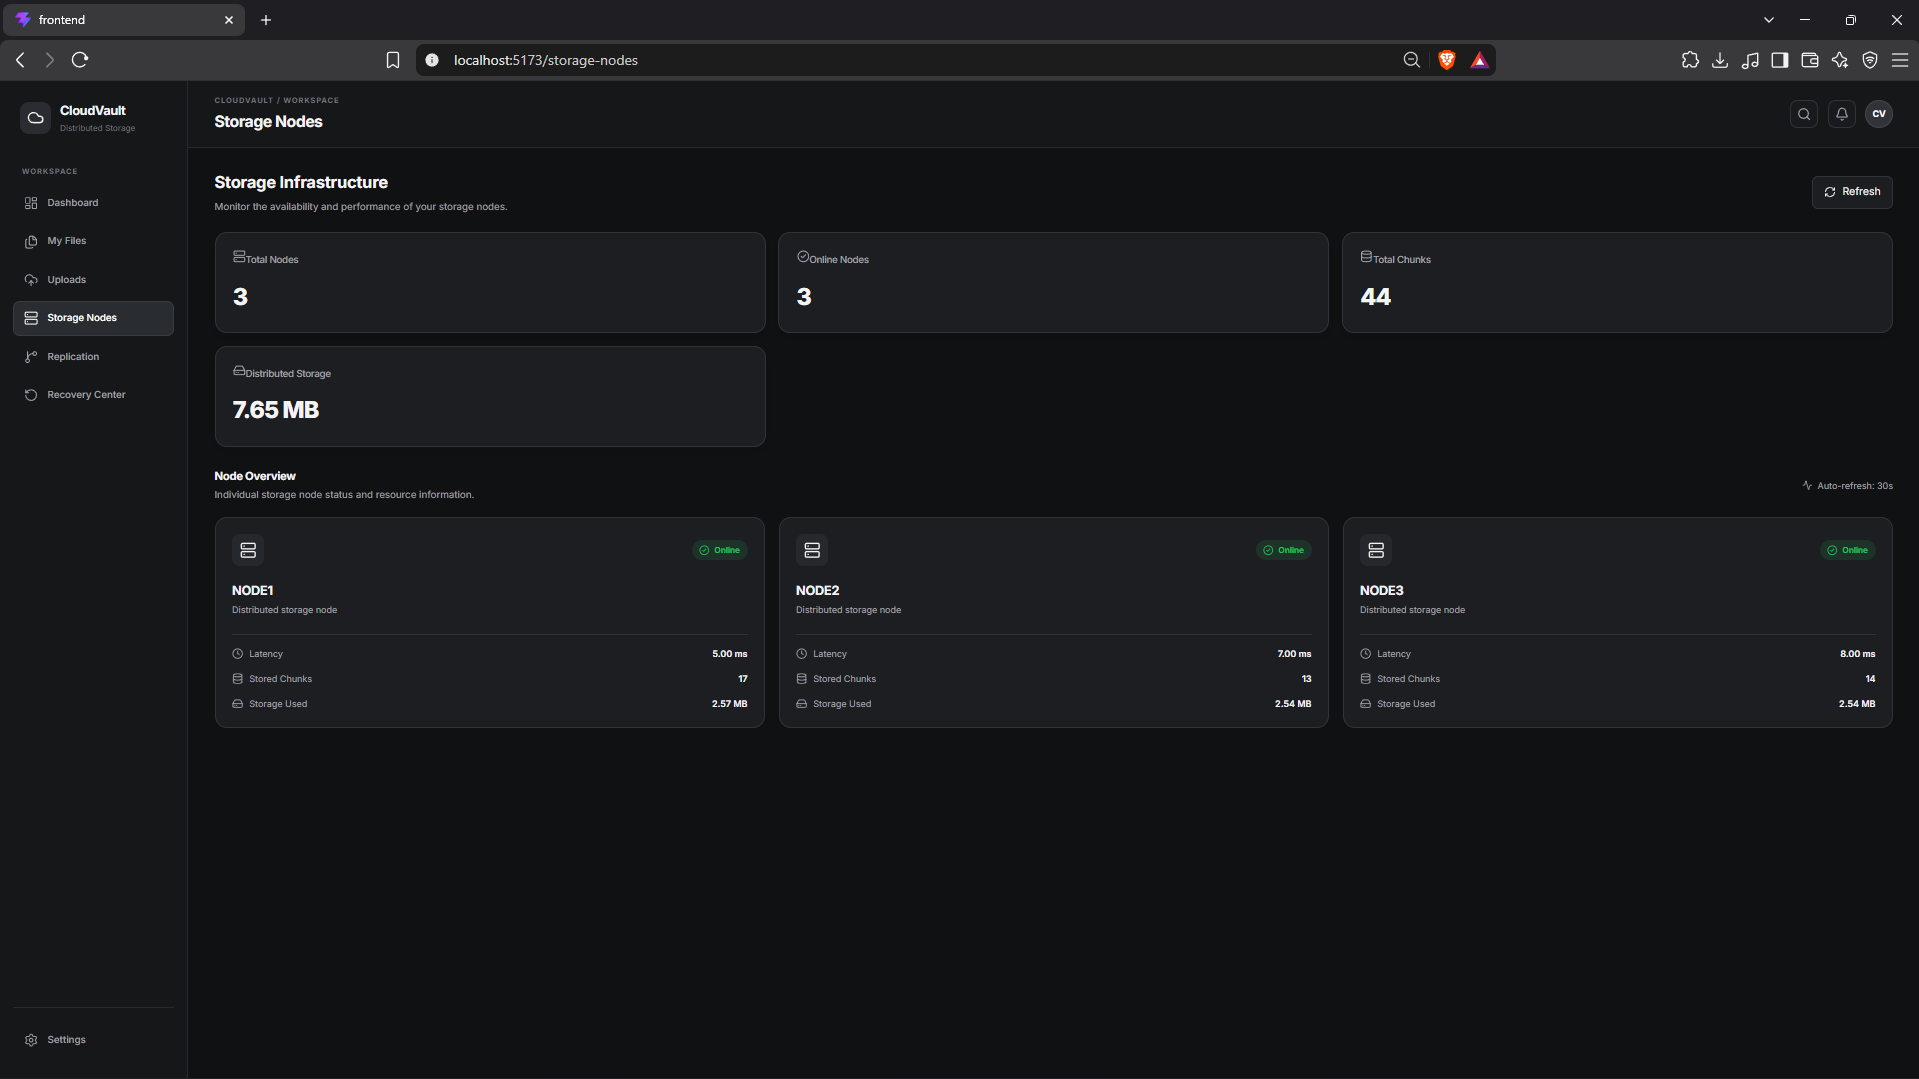 frontend
localhost:5173/storage-nodes
CloudVault
Distributed Storage
WORKSPACE
Dashboard
My Files
Uploads
Storage Nodes
Replication
Recovery Center
Settings
CLOUDVAULT / WORKSPACE
Storage Nodes
CV
Storage Infrastructure
Monitor the availability and performance of your storage nodes.
Refresh
Total Nodes
3
Online Nodes
3
Total Chunks
44
Distributed Storage
7.65 MB
Node Overview
Individual storage node status and resource information.
Auto-refresh: 30s
Online
NODE1
Distributed storage node
Latency 5.00 ms
Stored Chunks 17
Storage Used 2.57 MB
Online
NODE2
Distributed storage node
Latency 7.00 ms
Stored Chunks 13
Storage Used 2.54 MB
Online
NODE3
Distributed storage node
Latency 8.00 ms
Stored Chunks 14
Storage Used 2.54 MB